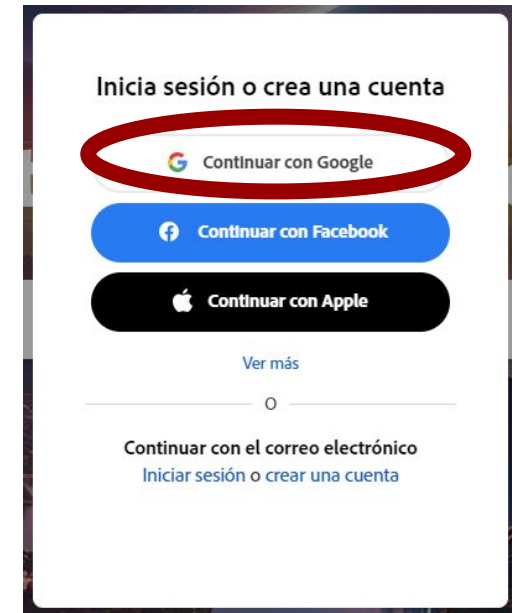 Inicia sesión o crea una cuenta
Continuar con Google
Continuar con Facebook
Continuar con Apple
Ver más
O
Continuar con el correo electrónico
Iniciar sesión o crear una cuenta